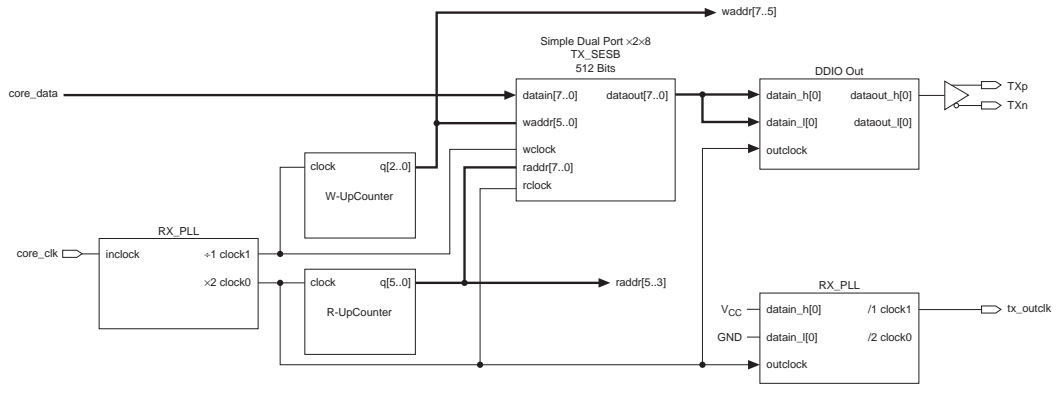 waddr[7..5]
Simple Dual Port ×2×8
TX_SESB
512 Bits
DDIO Out
core_data
datain[7..0] dataout[7..0]
waddr[5..0]
wclock
raddr[7..0]
rclock
datain_h[0] dataout_h[0]
datain_l[0] dataout_l[0]
outclock
TXp
TXn
clock q[2..0]
W-UpCounter
RX_PLL
core_clk
inclock ÷1 clock1
×2 clock0
clock q[5..0]
R-UpCounter
raddr[5..3]
RX_PLL
VCC
GND
datain_h[0] /1 clock1
datain_l[0] /2 clock0
outclock
tx_outclk